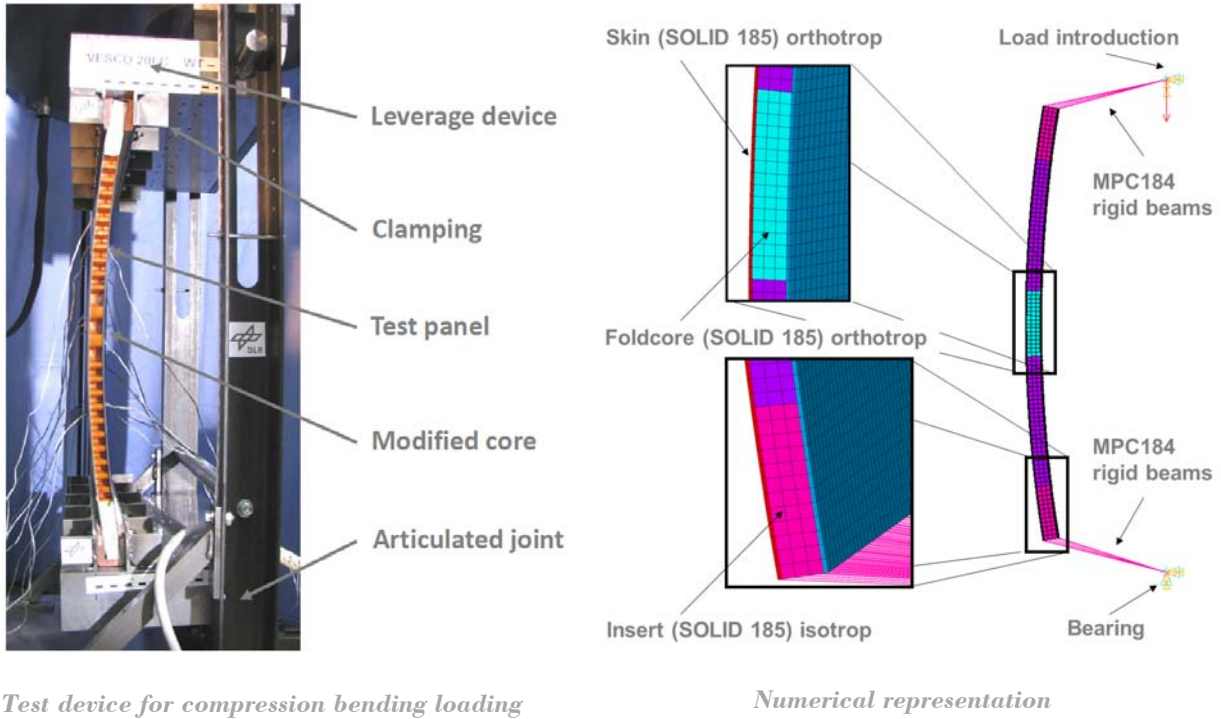 VESCO 20FC WT
Leverage device
Clamping
Test panel
Modified core
DLR
Articulated joint
Skin (SOLID 185) orthotrop
Load introduction
MPC184
rigid beams
Foldcore (SOLID 185) orthotrop
MPC184
rigid beams
Insert (SOLID 185) isotrop
Bearing
Test device for compression bending loading
Numerical representation